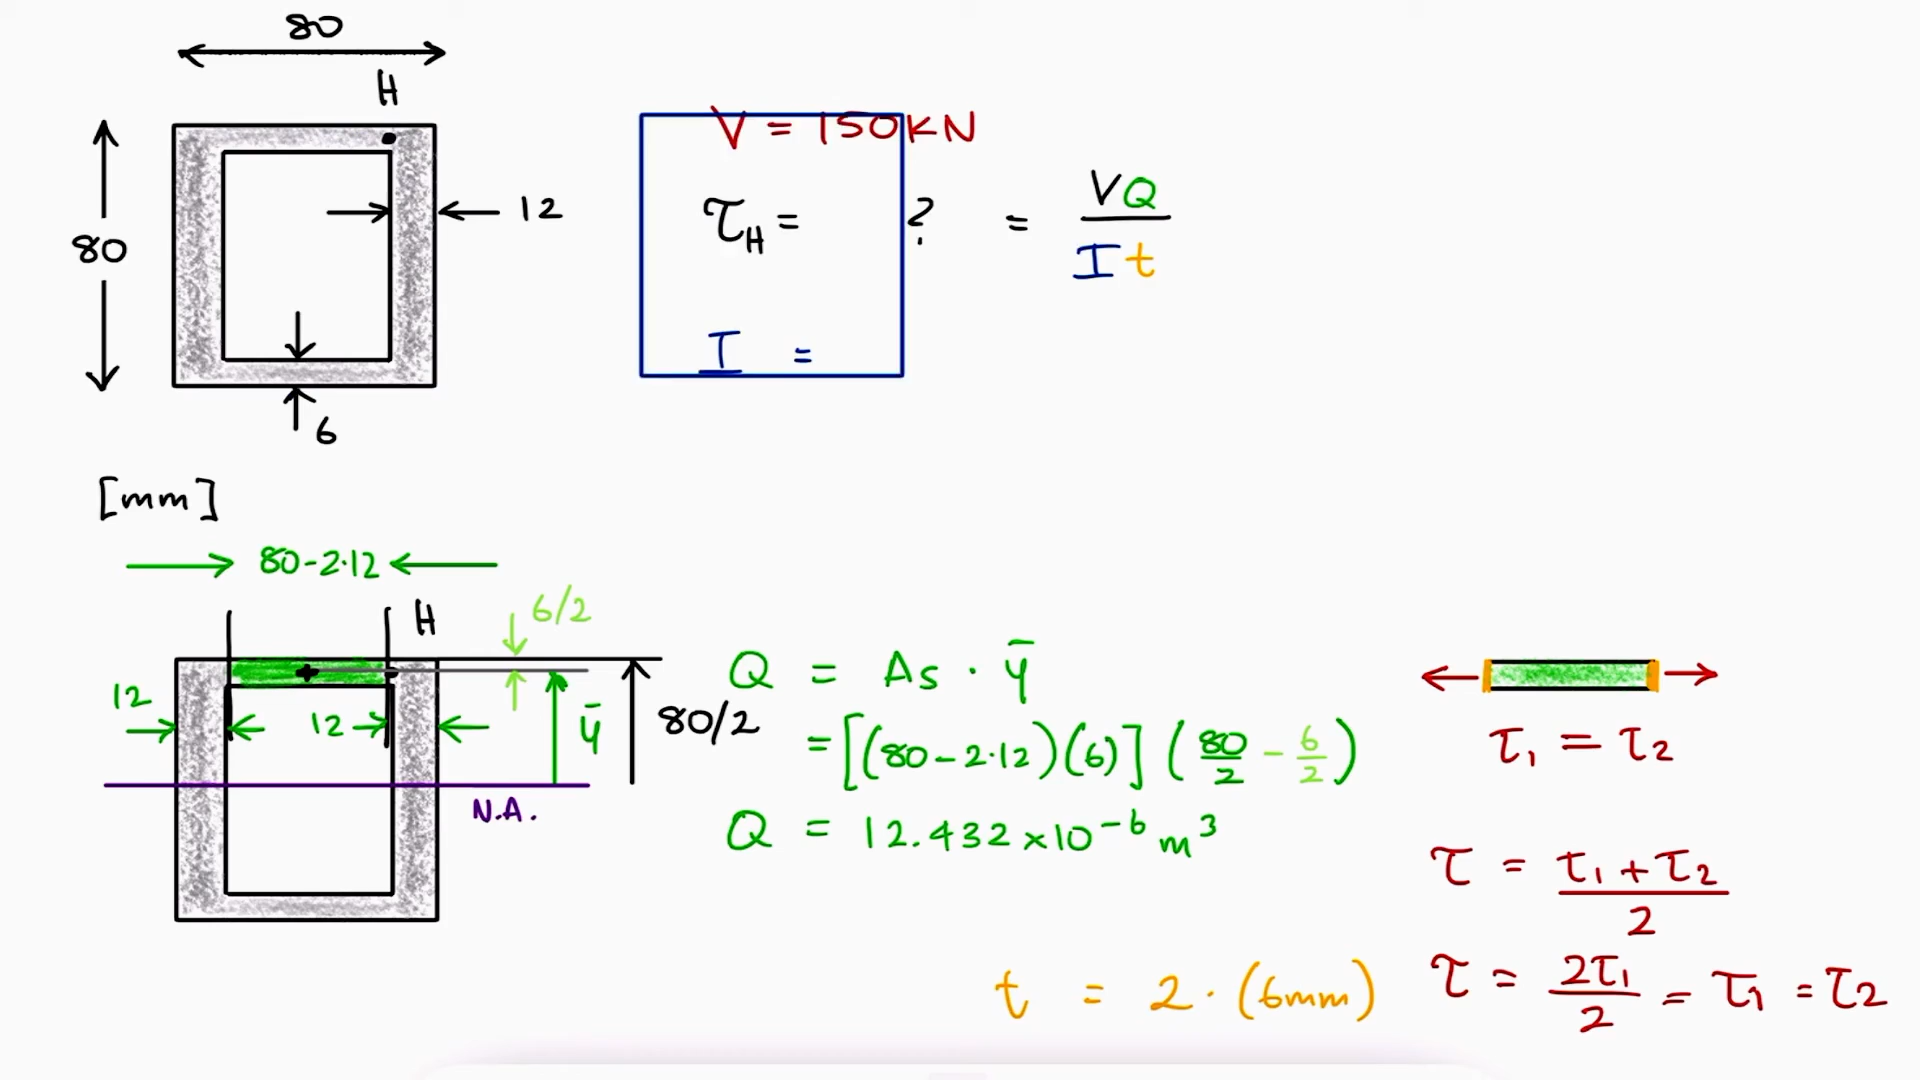 80
H
80
12
6
[mm]
V = 150KN
τH = ? = VQ / It
I =
80-2·12
H
6/2
12
12
ȳ
80/2
N.A.
Q = As · ȳ
= [(80-2·12)(6)] (80/2 - 6/2)
Q = 12.432 x10⁻⁶ m³
t = 2·(6mm)
τ₁ = τ₂
τ = τ₁ + τ₂ / 2
τ = 2τ₁ / 2 = τ₁ = τ₂